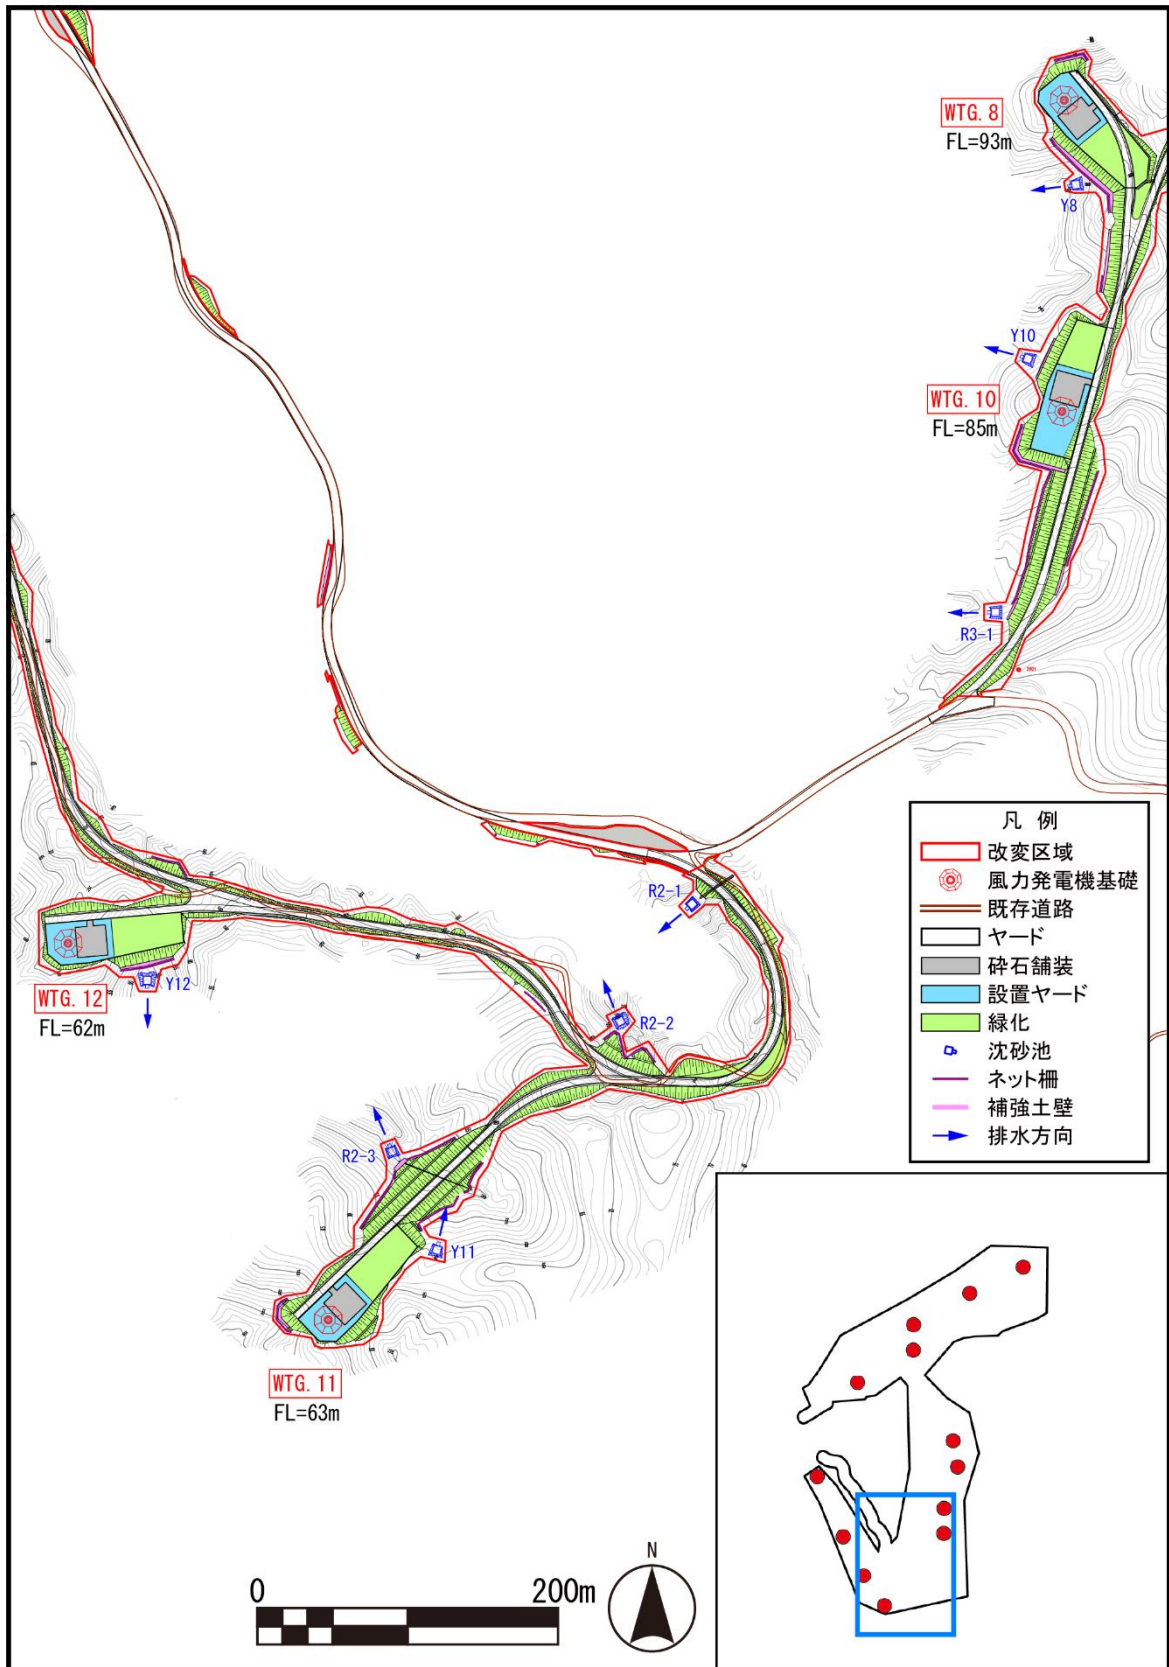 WTG. 8
FL=93m
Y8
Y10
WTG. 10
FL=85m
R3-1
凡 例
改変区域
風力発電機基礎
既存道路
ヤード
砕石舗装
設置ヤード
緑化
沈砂池
ネット柵
補強土壁
排水方向
R2-1
Y12
WTG. 12
FL=62m
R2-2
R2-3
Y11
WTG. 11
FL=63m
0
200m
N